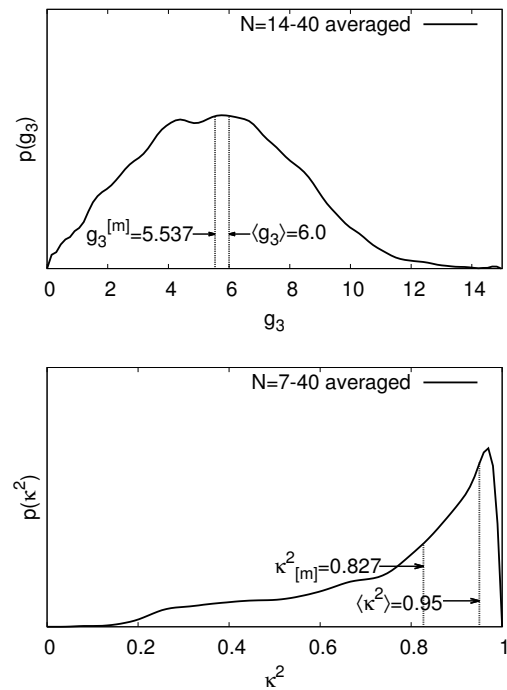 N=14-40 averaged
p(g₃)
g₃[m]=5.537
⟨g₃⟩=6.0
0 2 4 6 8 10 12 14
g₃
N=7-40 averaged
p(κ²)
κ²[m]=0.827
⟨κ²⟩=0.95
0 0.2 0.4 0.6 0.8 1
κ²